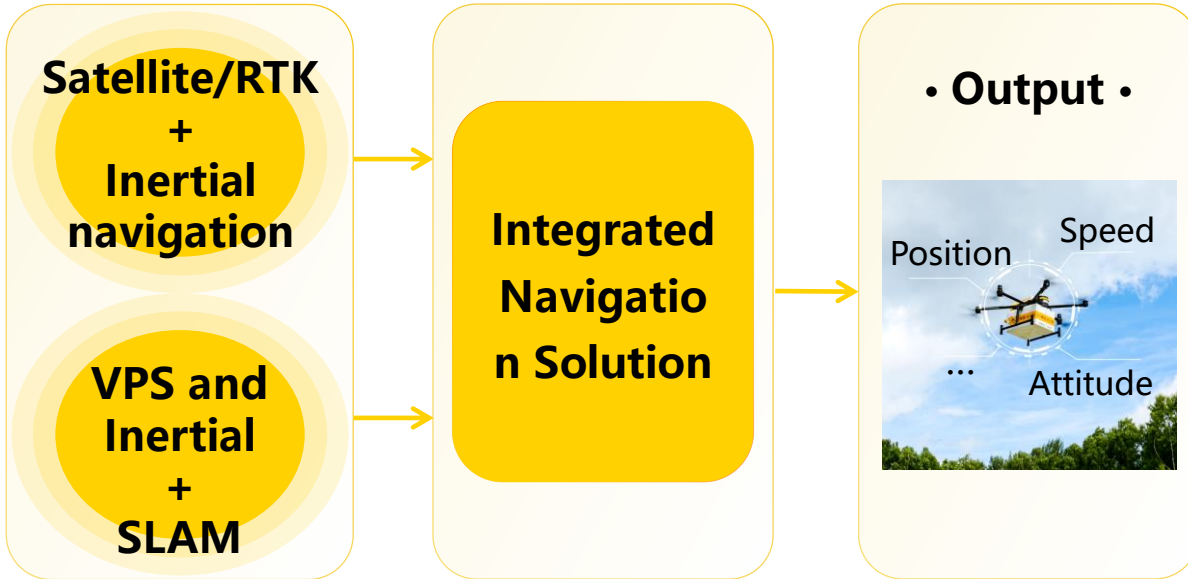 Satellite/RTK
+
Inertial
navigation
VPS and
Inertial
+
SLAM
Integrated
Navigatio
n Solution
• Output •
Speed
Position
...
Attitude